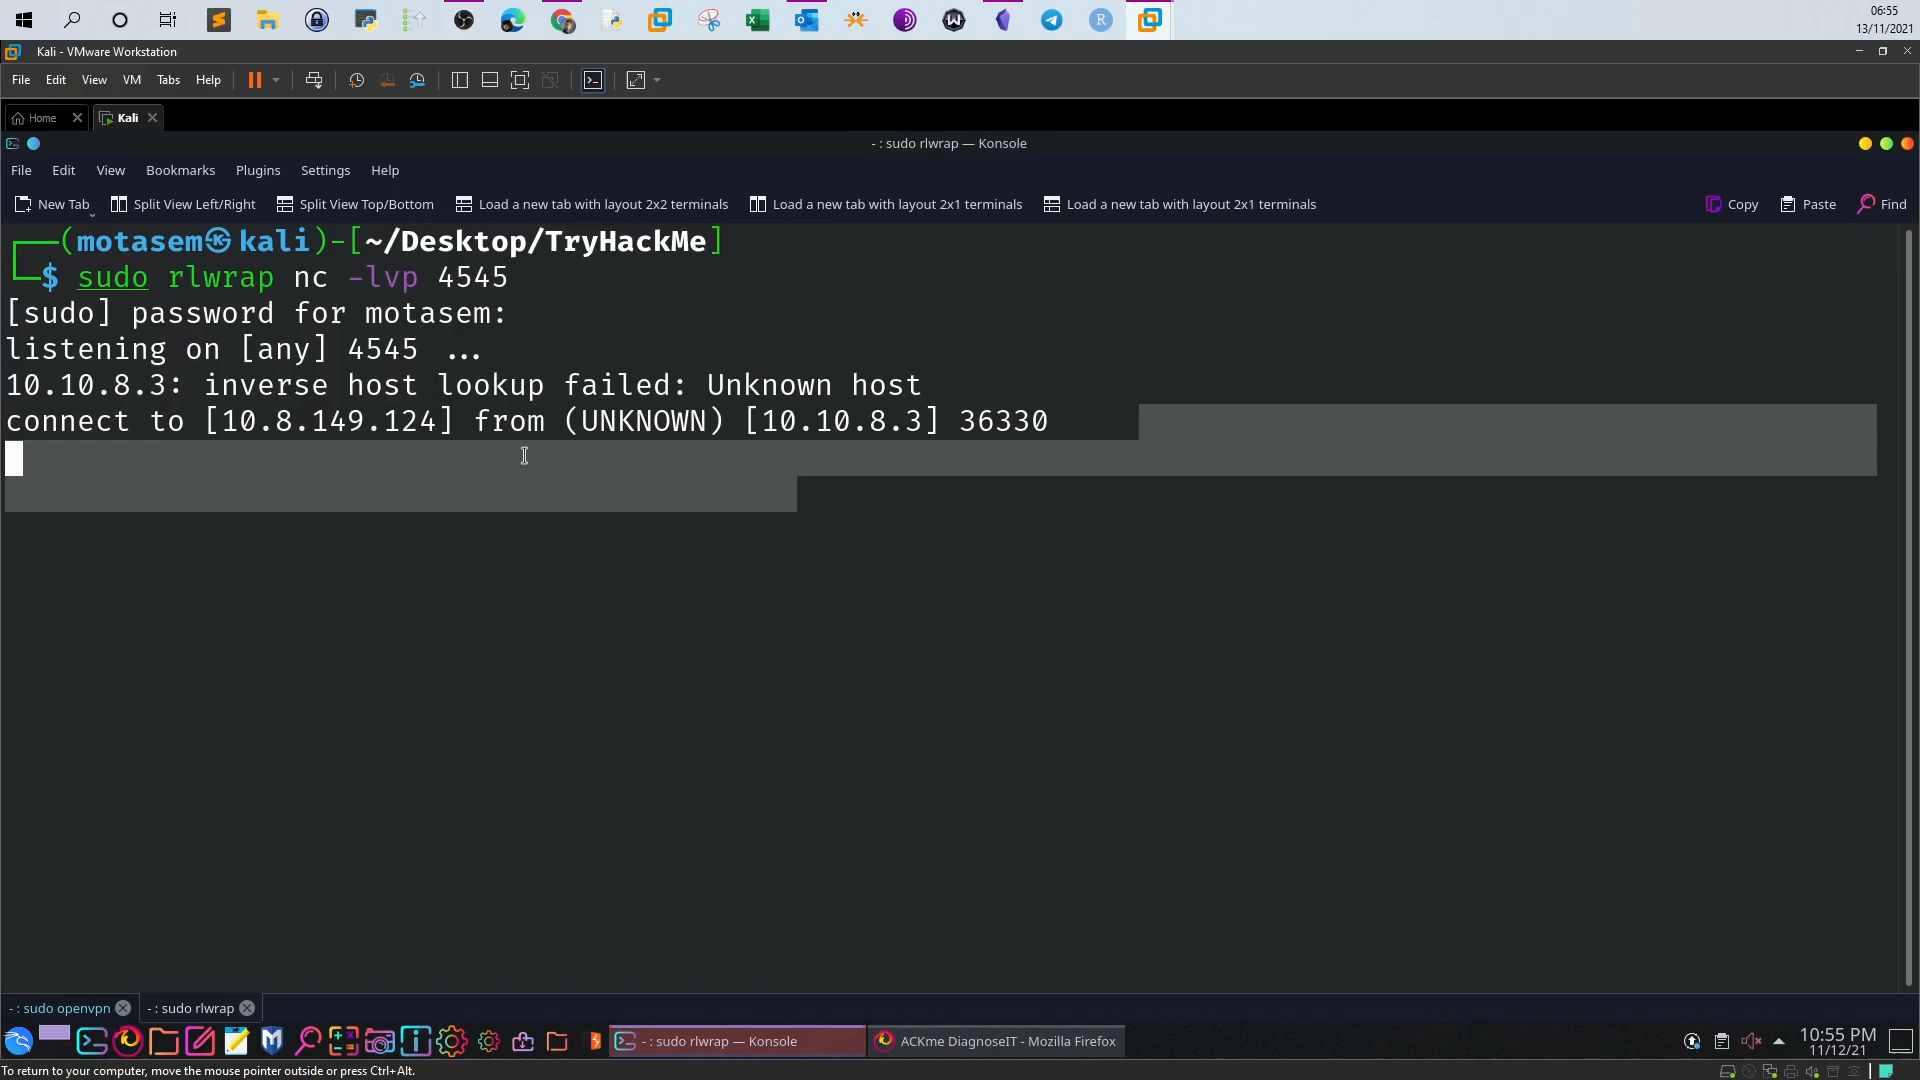 06:55
13/11/2021
Kali - VMware Workstation
File Edit View VM Tabs Help
Home Kali
- : sudo rlwrap — Konsole
File Edit View Bookmarks Plugins Settings Help
New Tab Split View Left/Right Split View Top/Bottom Load a new tab with layout 2x2 terminals Load a new tab with layout 2x1 terminals Load a new tab with layout 2x1 terminals Copy Paste Find
(motasem㉿kali)-[~/Desktop/TryHackMe]
$ sudo rlwrap nc -lvp 4545
[sudo] password for motasem:
listening on [any] 4545 ...
10.10.8.3: inverse host lookup failed: Unknown host
connect to [10.8.149.124] from (UNKNOWN) [10.10.8.3] 36330
- : sudo openvpn - : sudo rlwrap
- : sudo rlwrap — Konsole ACKme DiagnoseIT - Mozilla Firefox
10:55 PM
11/12/21
To return to your computer, move the mouse pointer outside or press Ctrl+Alt.